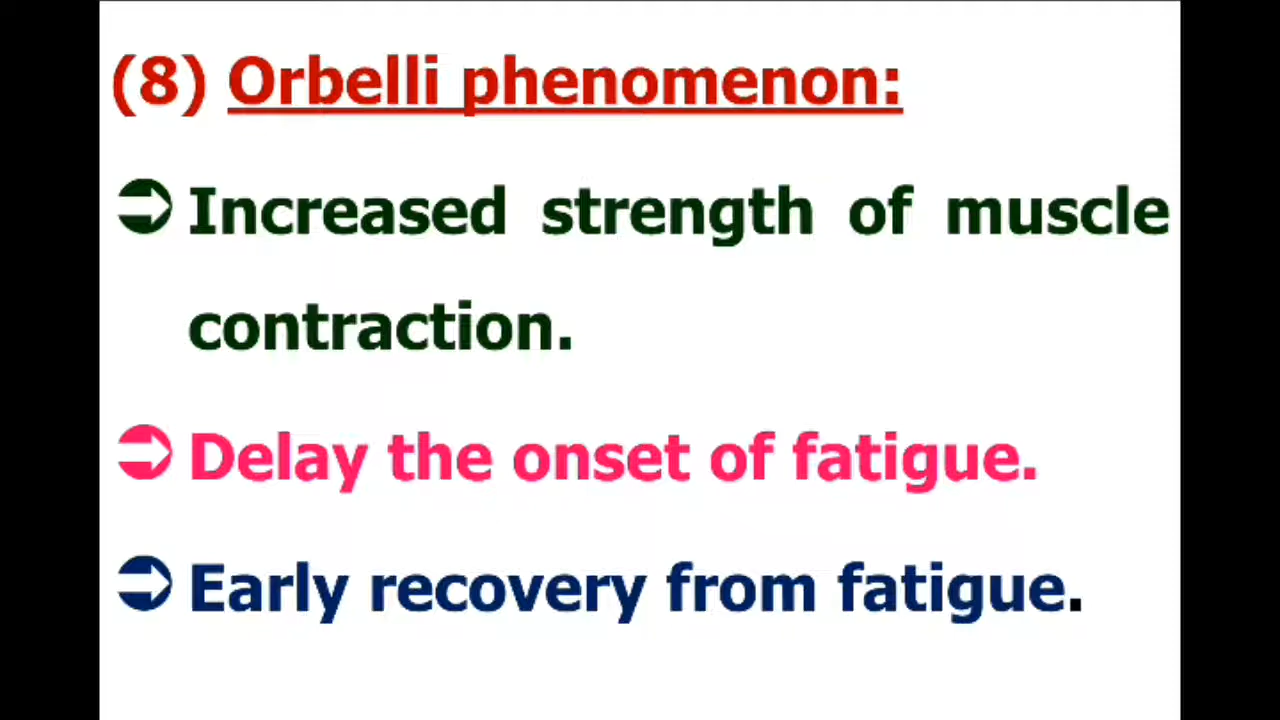 (8) Orbelli phenomenon:
➲ Increased strength of muscle
contraction.
➲ Delay the onset of fatigue.
➲ Early recovery from fatigue.